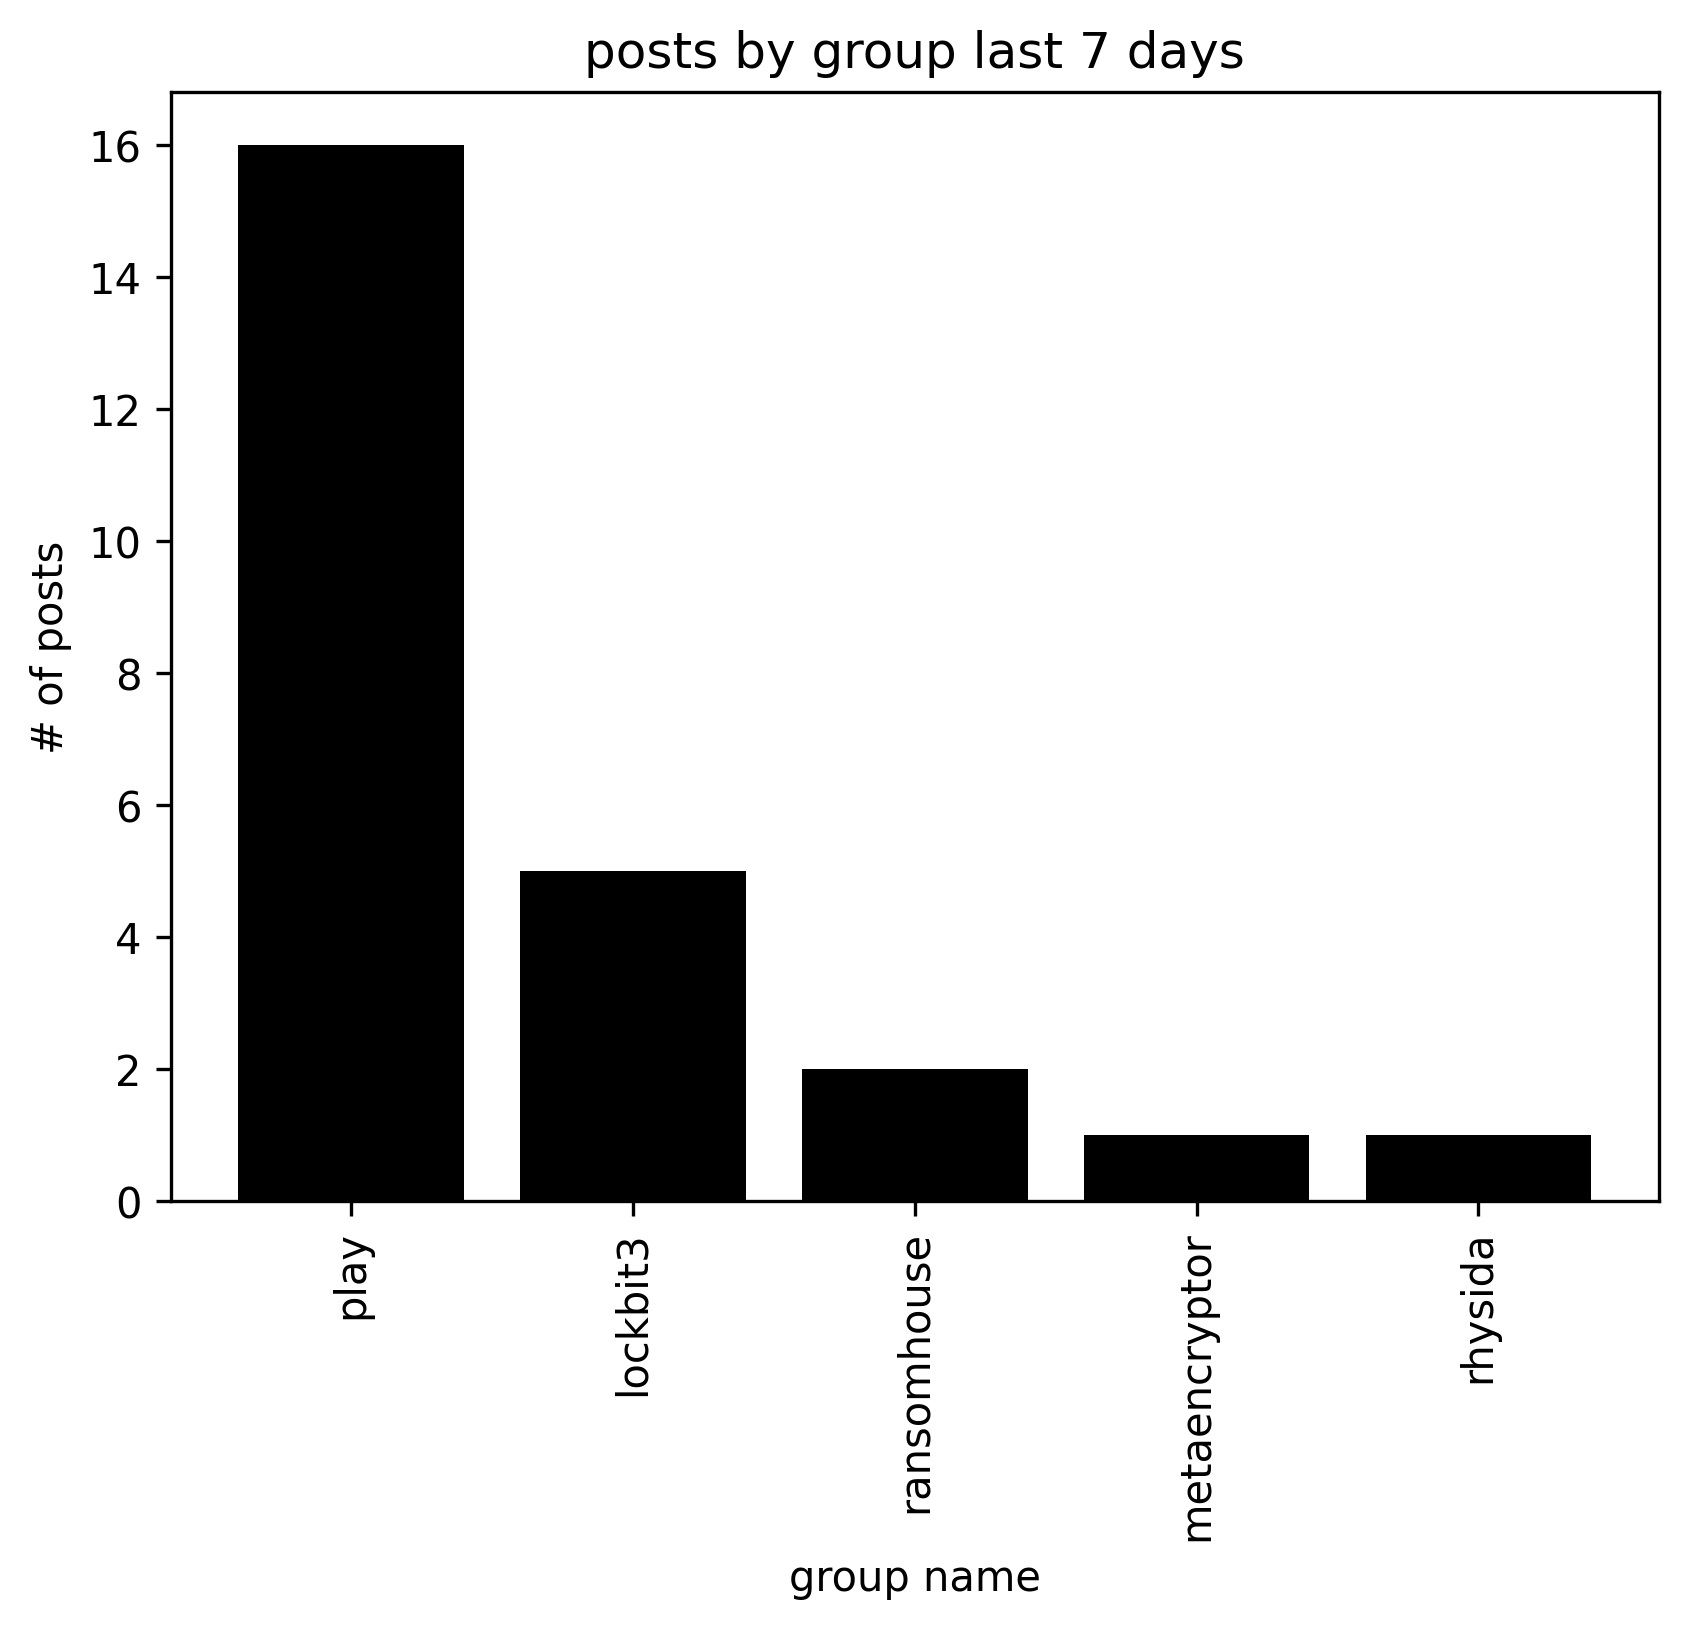 posts by group last 7 days
# of posts
16
14
12
10
8
6
4
2
0
play
lockbit3
ransomhouse
metaencryptor
rhysida
group name